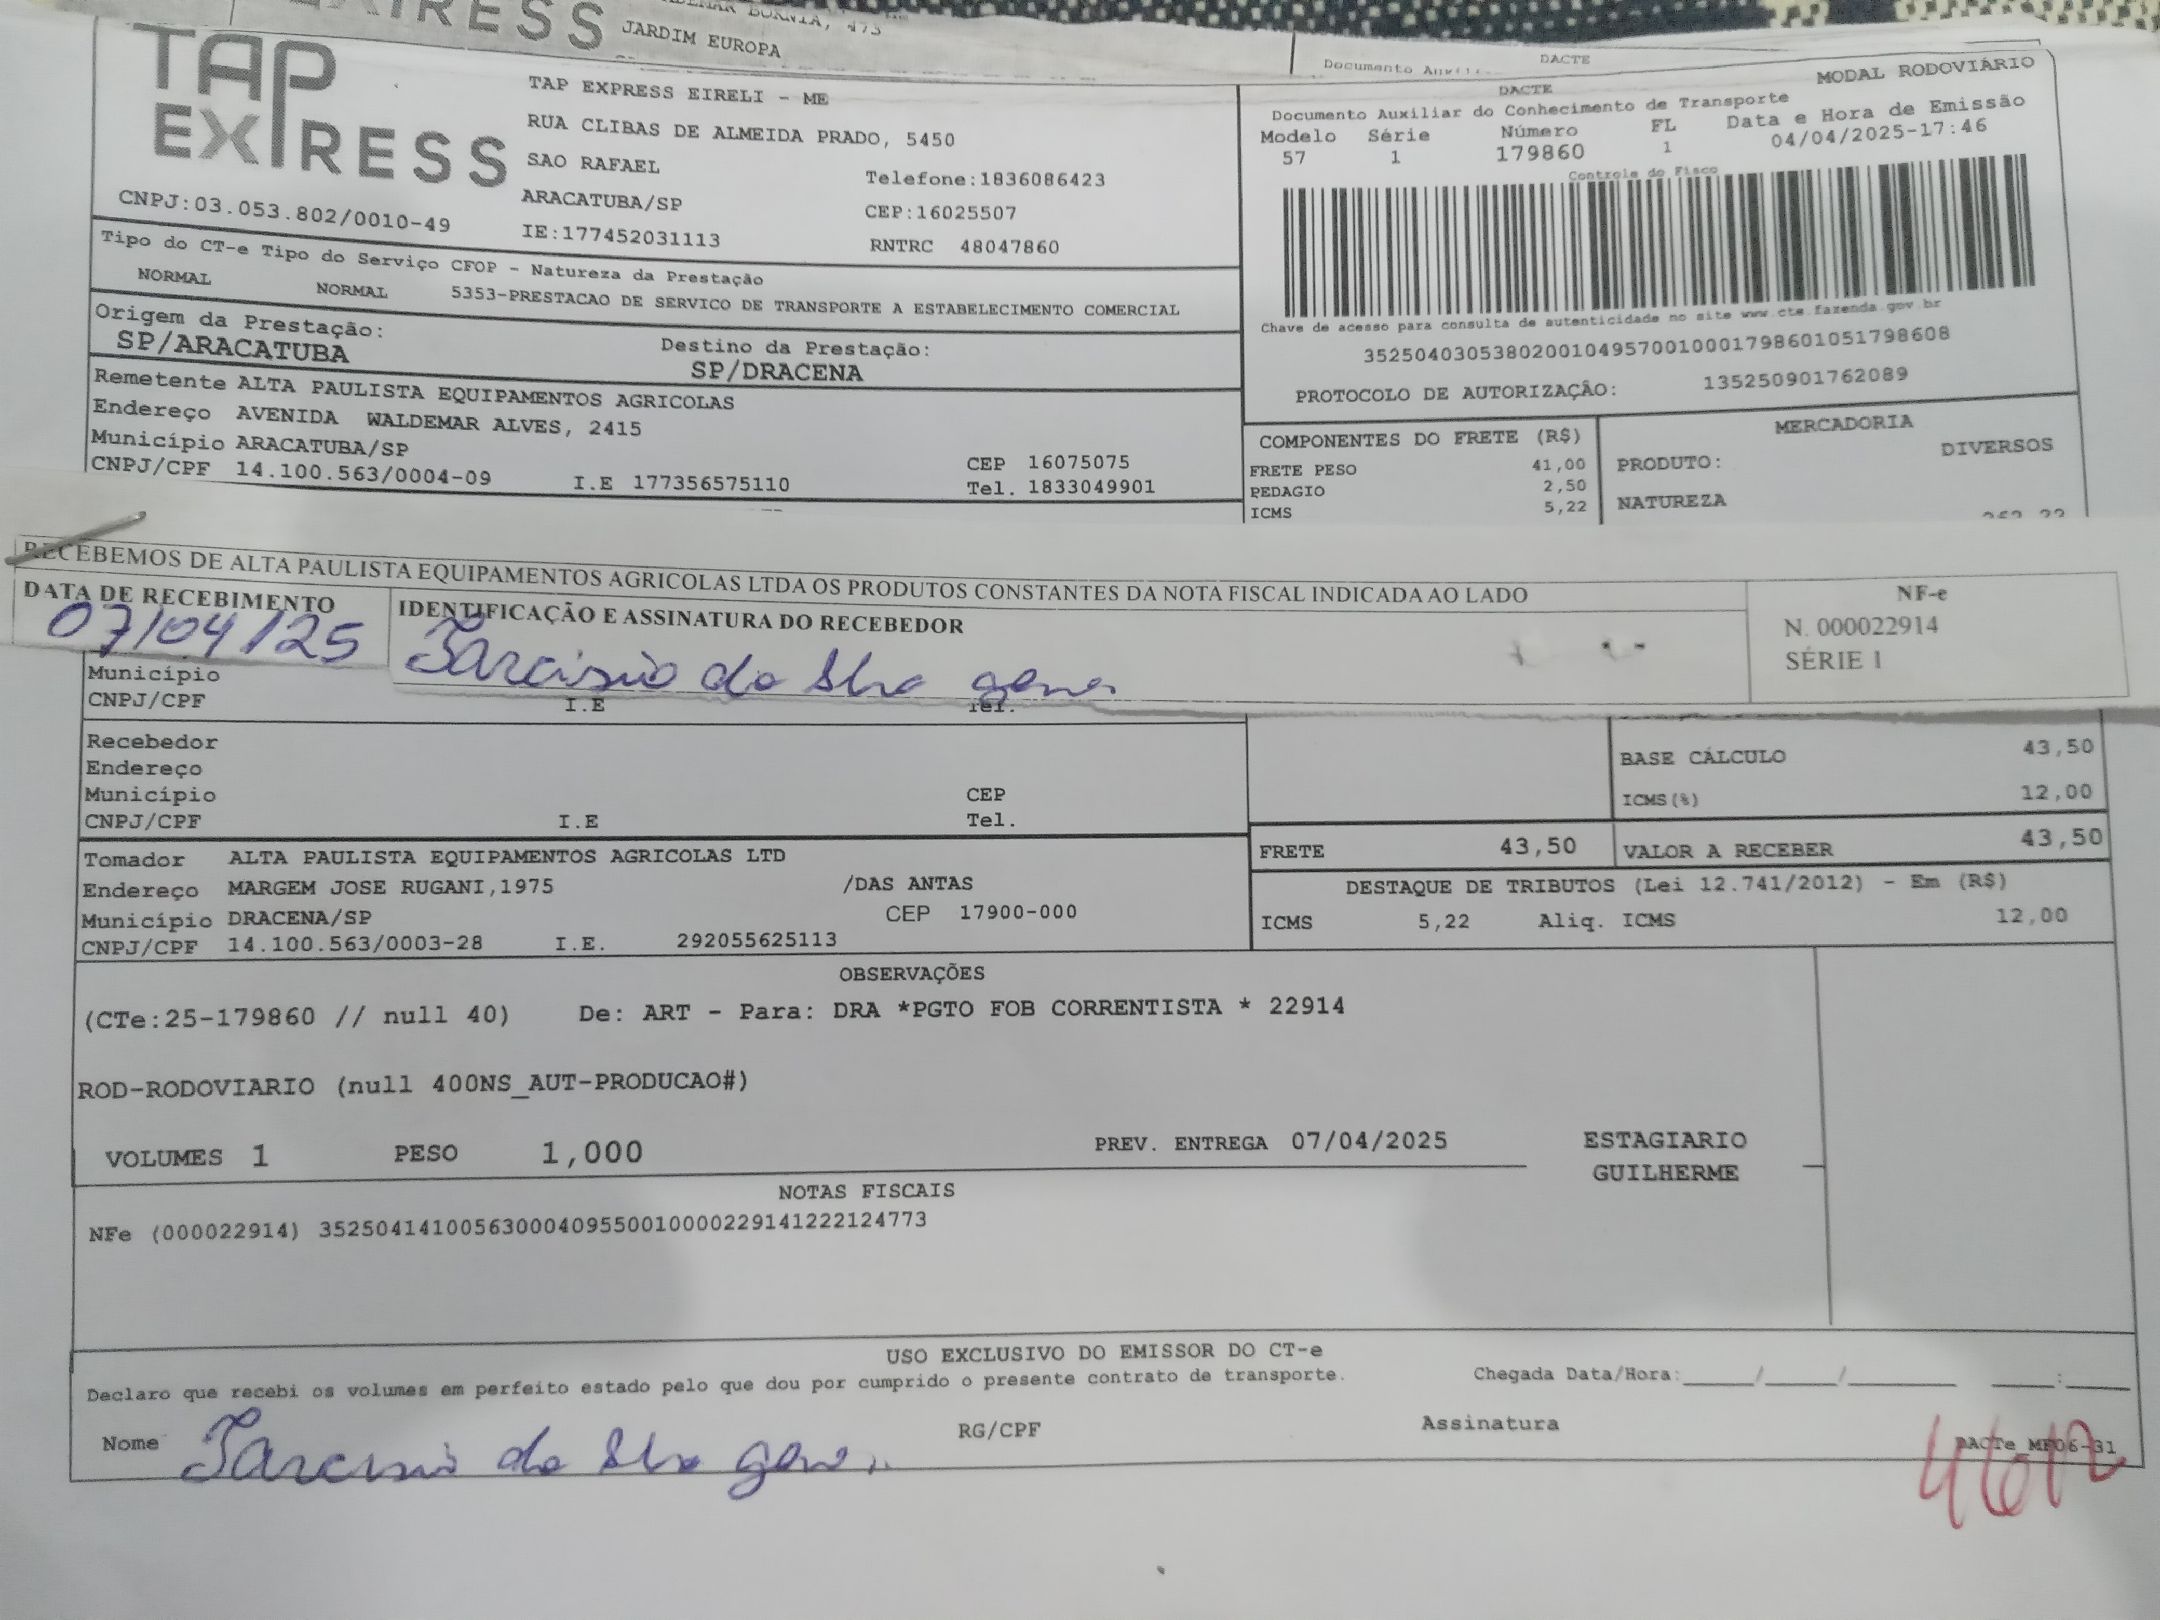 EXPRESS JARDIM EUROPA
DACTE
TAP EXPRESS
TAP EXPRESS EIRELI - ME
RUA CLIBAS DE ALMEIDA PRADO, 5450
SAO RAFAEL Telefone:1836086423
ARACATUBA/SP CEP:16025507
CNPJ:03.053.802/0010-49 IE:177452031113 RNTRC 48047860
DACTE MODAL RODOVIÁRIO
Documento Auxiliar do Conhecimento de Transporte
Modelo Série Número FL Data e Hora de Emissão
57 1 179860 1 04/04/2025-17:46
Controle do Fisco
Chave de acesso para consulta de autenticidade no site www.cte.fazenda.gov.br
35250403053802001049570010001798601051798608
PROTOCOLO DE AUTORIZAÇÃO: 135250901762089
Tipo do CT-e Tipo do Serviço CFOP - Natureza da Prestação
NORMAL NORMAL 5353-PRESTACAO DE SERVICO DE TRANSPORTE A ESTABELECIMENTO COMERCIAL
Origem da Prestação: Destino da Prestação:
SP/ARACATUBA SP/DRACENA
Remetente ALTA PAULISTA EQUIPAMENTOS AGRICOLAS
Endereço AVENIDA WALDEMAR ALVES, 2415
Município ARACATUBA/SP CEP 16075075
CNPJ/CPF 14.100.563/0004-09 I.E 177356575110 Tel. 1833049901
COMPONENTES DO FRETE (R$) MERCADORIA
FRETE PESO 41,00 PRODUTO: DIVERSOS
PEDAGIO 2,50 NATUREZA
ICMS 5,22
RECEBEMOS DE ALTA PAULISTA EQUIPAMENTOS AGRICOLAS LTDA OS PRODUTOS CONSTANTES DA NOTA FISCAL INDICADA AO LADO
DATA DE RECEBIMENTO IDENTIFICAÇÃO E ASSINATURA DO RECEBEDOR
07/04/25 Tarcisio da
NF-e
N. 000022914
SÉRIE 1
Município
CNPJ/CPF I.E Tel.
Recebedor
Endereço
Município CEP
CNPJ/CPF I.E Tel.
BASE CÁLCULO 43,50
ICMS(%) 12,00
FRETE 43,50 VALOR A RECEBER 43,50
Tomador ALTA PAULISTA EQUIPAMENTOS AGRICOLAS LTD
Endereço MARGEM JOSE RUGANI,1975 /DAS ANTAS
Município DRACENA/SP CEP 17900-000
CNPJ/CPF 14.100.563/0003-28 I.E. 292055625113
DESTAQUE DE TRIBUTOS (Lei 12.741/2012) - Em (R$)
ICMS 5,22 Aliq. ICMS 12,00
OBSERVAÇÕES
(CTe:25-179860 // null 40) De: ART - Para: DRA *PGTO FOB CORRENTISTA * 22914
ROD-RODOVIARIO (null 400NS_AUT-PRODUCAO#)
VOLUMES 1 PESO 1,000 PREV. ENTREGA 07/04/2025 ESTAGIARIO
GUILHERME
NOTAS FISCAIS
NFe (000022914) 35250414100563000409550010000229141222124773
USO EXCLUSIVO DO EMISSOR DO CT-e
Declaro que recebi os volumes em perfeito estado pelo que dou por cumprido o presente contrato de transporte. Chegada Data/Hora:____/____/______ ___:___
Nome Tarcisio da RG/CPF Assinatura
DACTe_MF06-31